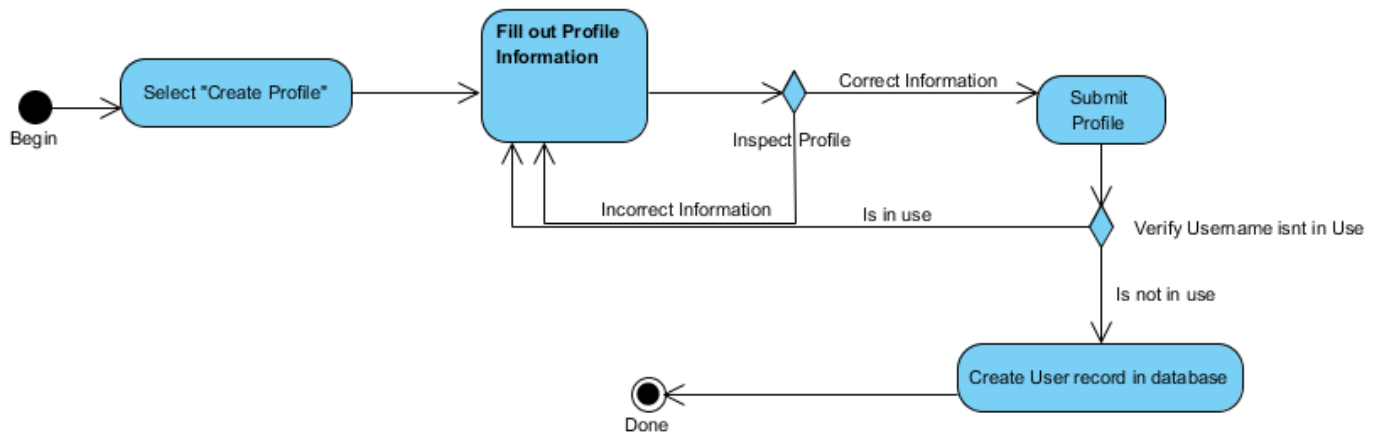 Begin
Select "Create Profile"
Fill out Profile
Information
Inspect Profile
Correct Information
Submit
Profile
Incorrect Information
Is in use
Verify Username isnt in Use
Is not in use
Create User record in database
Done